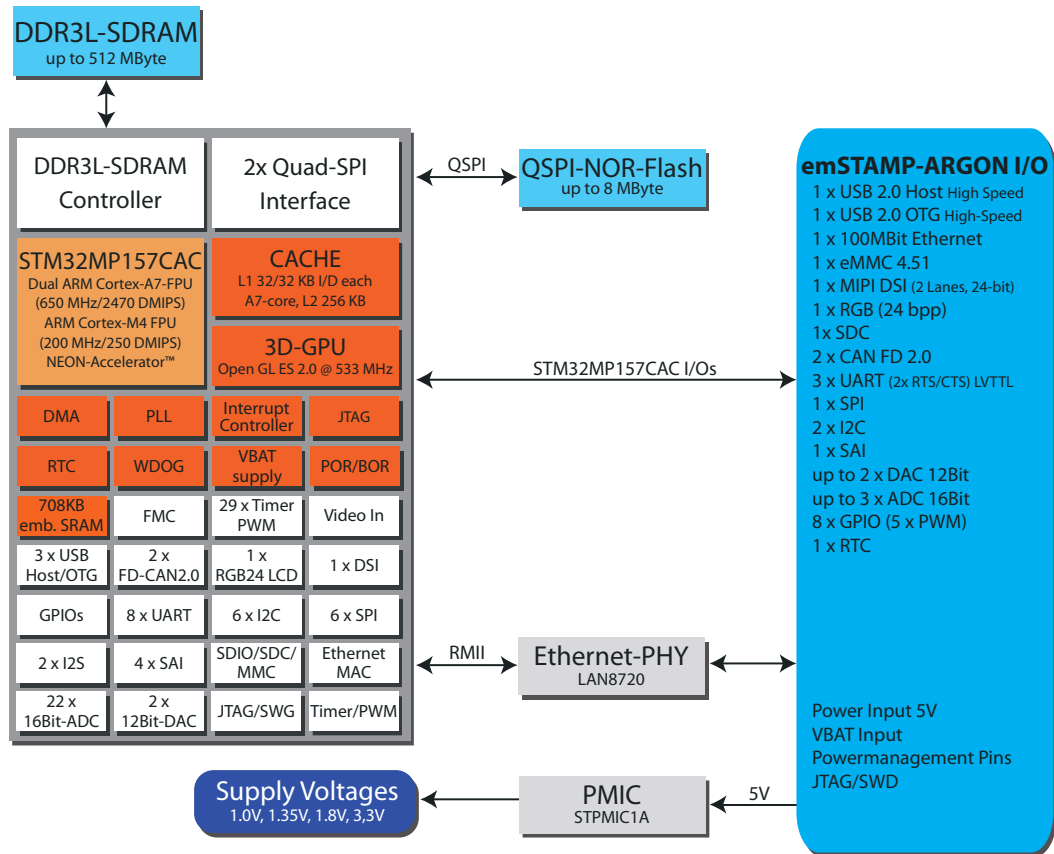 DDR3L-SDRAM
up to 512 MByte
DDR3L-SDRAM
Controller
2x Quad-SPI
Interface
QSPI
QSPI-NOR-Flash
up to 8 MByte
STM32MP157CAC
Dual ARM Cortex-A7-FPU
(650 MHz/2470 DMIPS)
ARM Cortex-M4 FPU
(200 MHz/250 DMIPS)
NEON-Accelerator™
CACHE
L1 32/32 KB I/D each
A7-core, L2 256 KB
3D-GPU
Open GL ES 2.0 @ 533 MHz
STM32MP157CAC I/Os
DMA
PLL
Interrupt
Controller
JTAG
RTC
WDOG
VBAT
supply
POR/BOR
708KB
emb. SRAM
FMC
29 x Timer
PWM
Video In
3 x USB
Host/OTG
2 x
FD-CAN2.0
1 x
RGB24 LCD
1 x DSI
GPIOs
8 x UART
6 x I2C
6 x SPI
2 x I2S
4 x SAI
SDIO/SDC/
MMC
Ethernet
MAC
22 x
16Bit-ADC
2 x
12Bit-DAC
JTAG/SWG
Timer/PWM
RMII
Ethernet-PHY
LAN8720
Supply Voltages
1.0V, 1.35V, 1.8V, 3,3V
PMIC
STPMIC1A
5V
emSTAMP-ARGON I/O
1 x USB 2.0 Host High Speed
1 x USB 2.0 OTG High-Speed
1 x 100MBit Ethernet
1 x eMMC 4.51
1 x MIPI DSI (2 Lanes, 24-bit)
1 x RGB (24 bpp)
1x SDC
2 x CAN FD 2.0
3 x UART (2x RTS/CTS) LVTTL
1 x SPI
2 x I2C
1 x SAI
up to 2 x DAC 12Bit
up to 3 x ADC 16Bit
8 x GPIO (5 x PWM)
1 x RTC
Power Input 5V
VBAT Input
Powermanagement Pins
JTAG/SWD